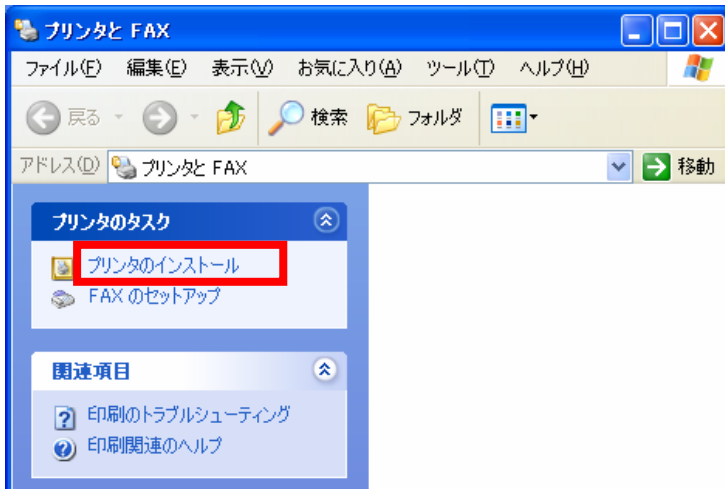 プリンタと FAX
ファイル(F) 編集(E) 表示(V) お気に入り(A) ツール(T) ヘルプ(H)
戻る 検索 フォルダ
アドレス(D) プリンタと FAX 移動
プリンタのタスク
プリンタのインストール
FAX のセットアップ
関連項目
印刷のトラブルシューティング
印刷関連のヘルプ